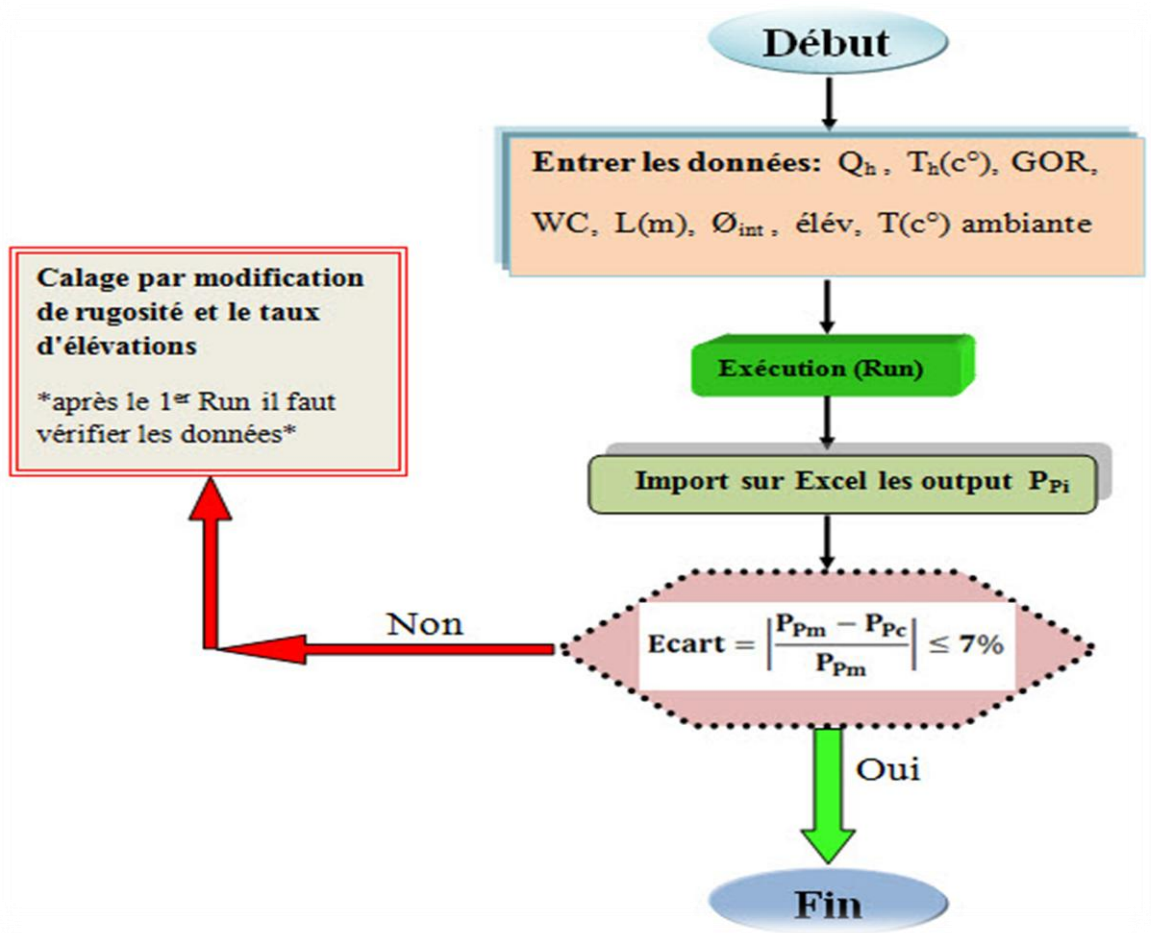 Début
Entrer les données: Qₕ , Tₕ(c°), GOR,
WC, L(m), Øint , élév, T(c°) ambiante
Exécution (Run)
Import sur Excel les output PPi
Ecart = |(PPm − PPc)/PPm| ≤ 7%
Non
Calage par modification
de rugosité et le taux
d'élévations
*après le 1er Run il faut
vérifier les données*
Oui
Fin